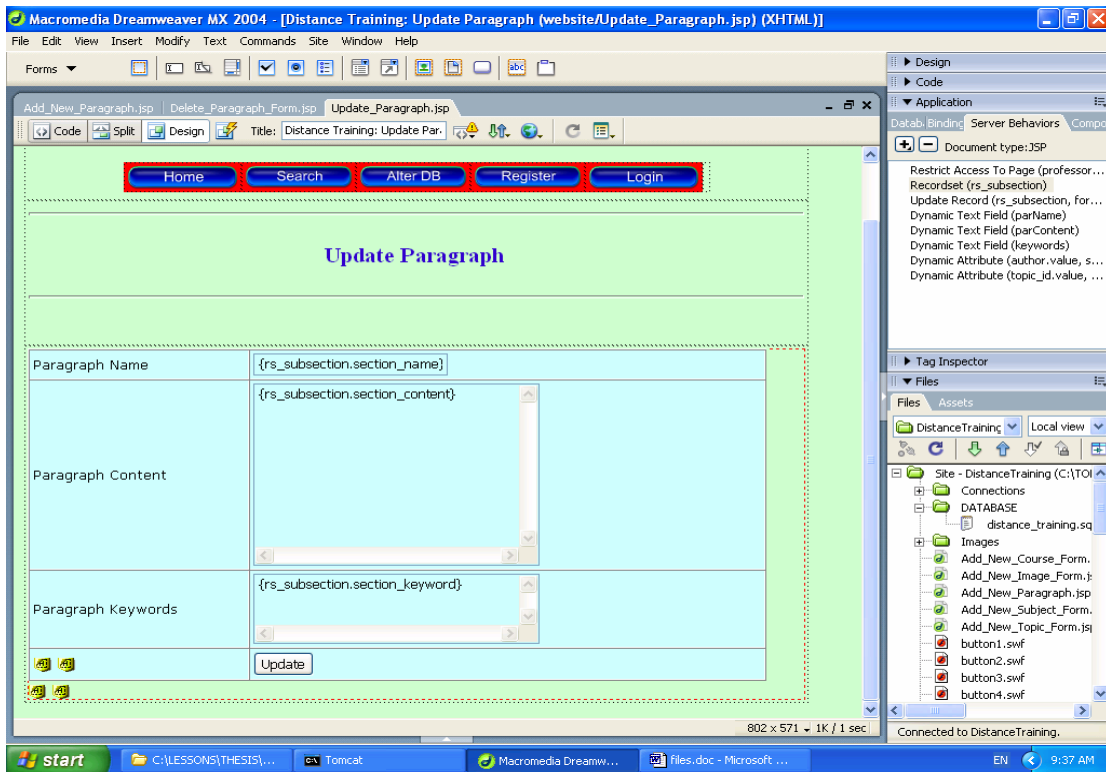 Macromedia Dreamweaver MX 2004 - [Distance Training: Update Paragraph (website/Update_Paragraph.jsp) (XHTML)]
File Edit View Insert Modify Text Commands Site Window Help
Forms
abc
Add_New_Paragraph.jsp Delete_Paragraph_Form.jsp Update_Paragraph.jsp
Code Split Design Title: Distance Training: Update Par
Home Search Alter DB Register Login
Update Paragraph
Paragraph Name {rs_subsection.section_name}
Paragraph Content {rs_subsection.section_content}
Paragraph Keywords {rs_subsection.section_keyword}
Update
802 x 571 1K / 1 sec
Design
Code
Application
Datab Binding Server Behaviors Compo
Document type:JSP
Restrict Access To Page (professor...
Recordset (rs_subsection)
Update Record (rs_subsection, for...
Dynamic Text Field (parName)
Dynamic Text Field (parContent)
Dynamic Text Field (keywords)
Dynamic Attribute (author.value, s...
Dynamic Attribute (topic_id.value, ...
Tag Inspector
Files
Files Assets
DistanceTraining Local view
Site - DistanceTraining (C:\TO
Connections
DATABASE
distance_training.sq
Images
Add_New_Course_Form.
Add_New_Image_Form.j
Add_New_Paragraph.jsp
Add_New_Subject_Form.
Add_New_Topic_Form.js
button1.swf
button2.swf
button3.swf
button4.swf
Connected to DistanceTraining.
start C:\LESSONS\THESIS\... Tomcat Macromedia Dreamw... files.doc - Microsoft ... EN 9:37 AM